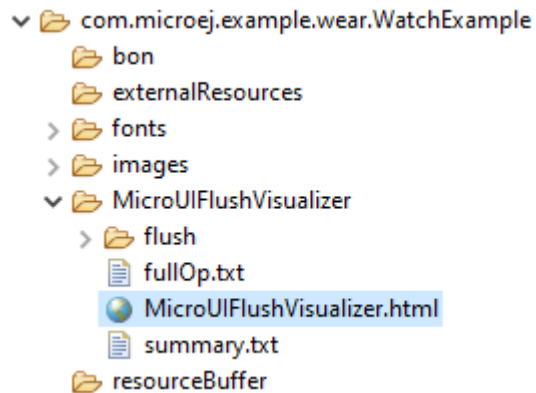 com.microej.example.wear.WatchExample
bon
externalResources
fonts
images
MicroUIFlushVisualizer
flush
fullOp.txt
MicroUIFlushVisualizer.html
summary.txt
resourceBuffer